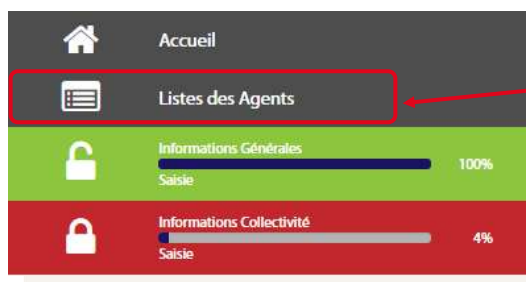 Accueil
Listes des Agents
Informations Générales
100%
Saisie
Informations Collectivité
4%
Saisie